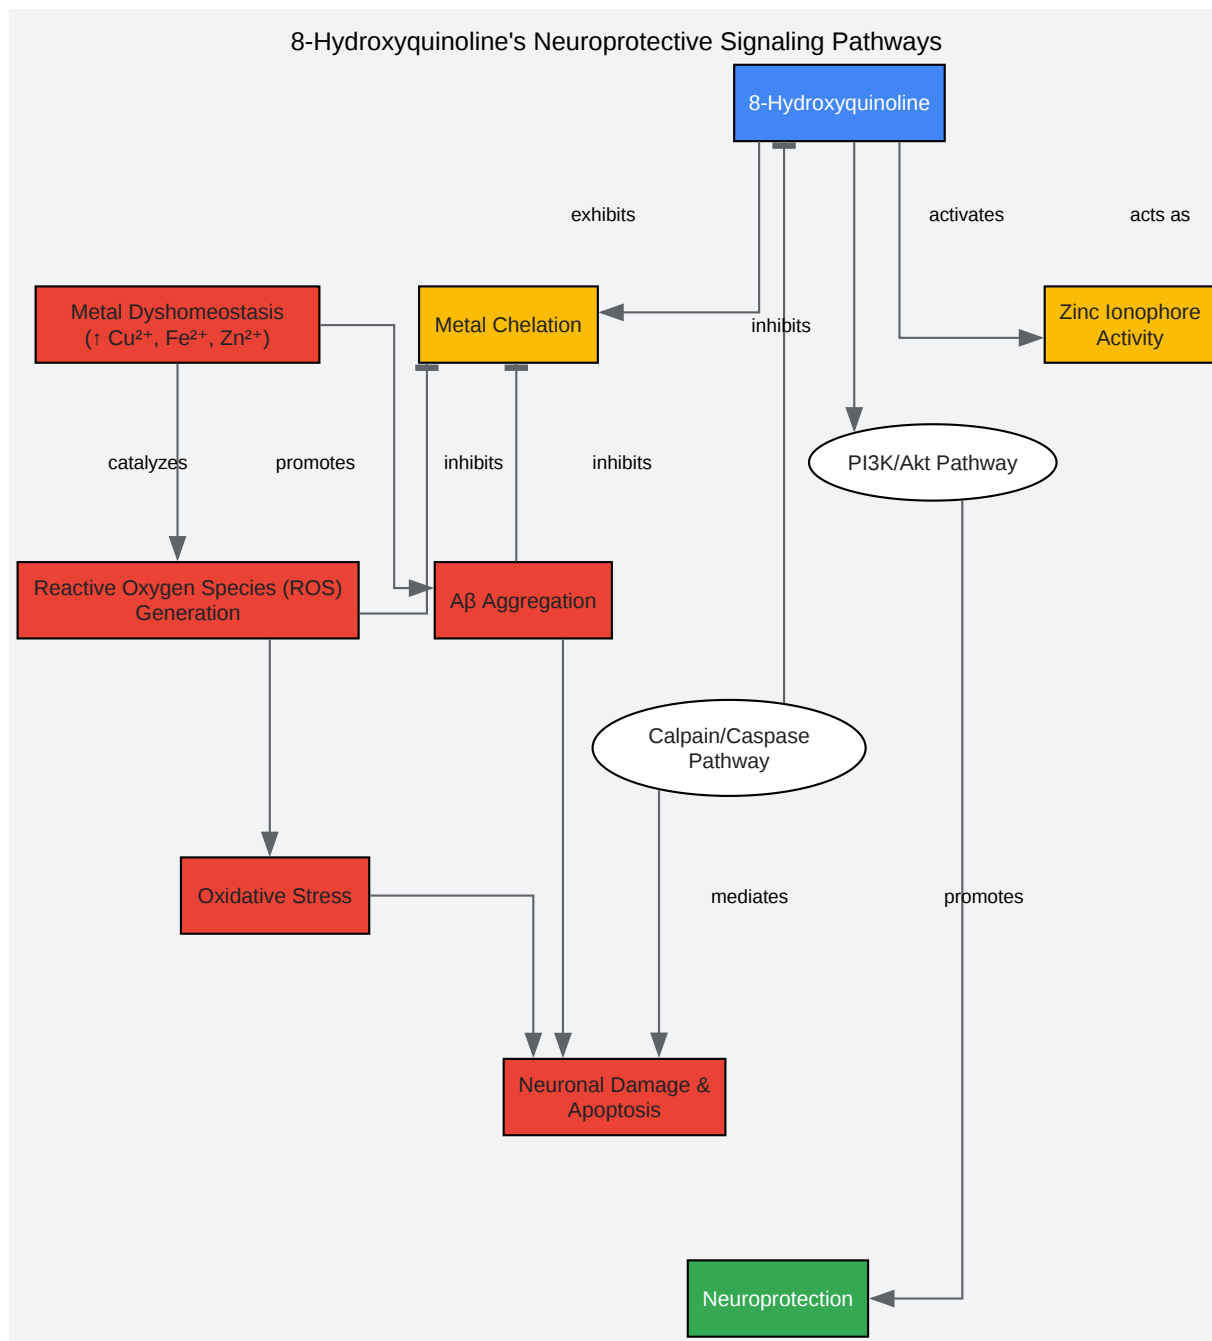 8-Hydroxyquinoline's Neuroprotective Signaling Pathways
8-Hydroxyquinoline
exhibits
activates
acts as
Metal Dyshomeostasis
(↑ Cu²⁺, Fe²⁺, Zn²⁺)
Metal Chelation
inhibits
Zinc Ionophore
Activity
catalyzes
promotes
inhibits
inhibits
PI3K/Akt Pathway
Reactive Oxygen Species (ROS)
Generation
Aβ Aggregation
Calpain/Caspase
Pathway
Oxidative Stress
mediates
promotes
Neuronal Damage &
Apoptosis
Neuroprotection